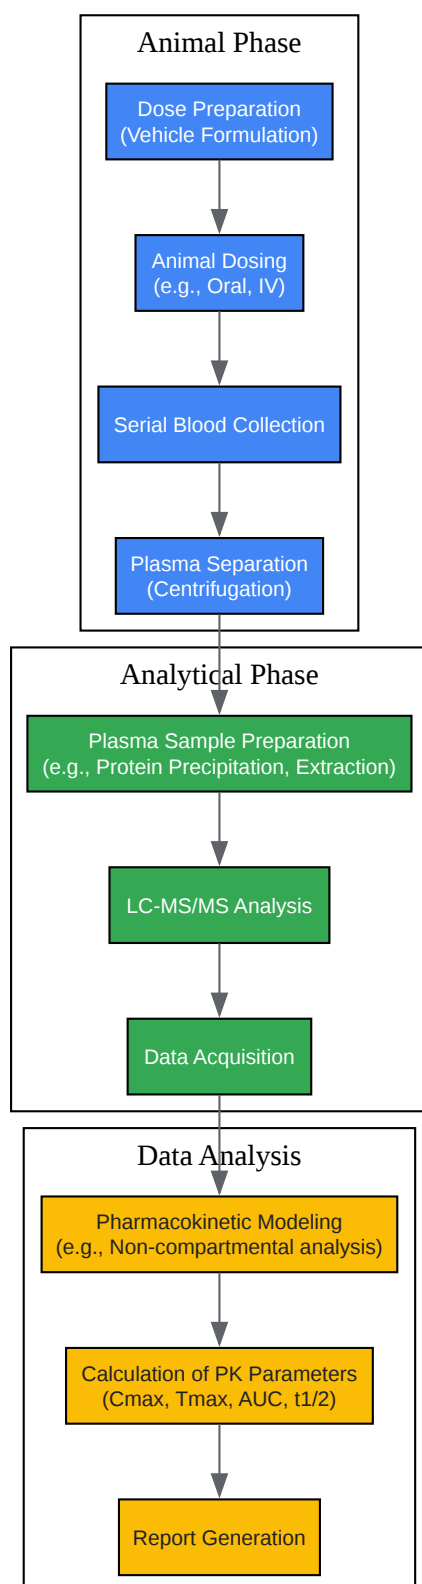 Animal Phase
Dose Preparation
(Vehicle Formulation)
Animal Dosing
(e.g., Oral, IV)
Serial Blood Collection
Plasma Separation
(Centrifugation)
Analytical Phase
Plasma Sample Preparation
(e.g., Protein Precipitation, Extraction)
LC-MS/MS Analysis
Data Acquisition
Data Analysis
Pharmacokinetic Modeling
(e.g., Non-compartmental analysis)
Calculation of PK Parameters
(Cmax, Tmax, AUC, t1/2)
Report Generation